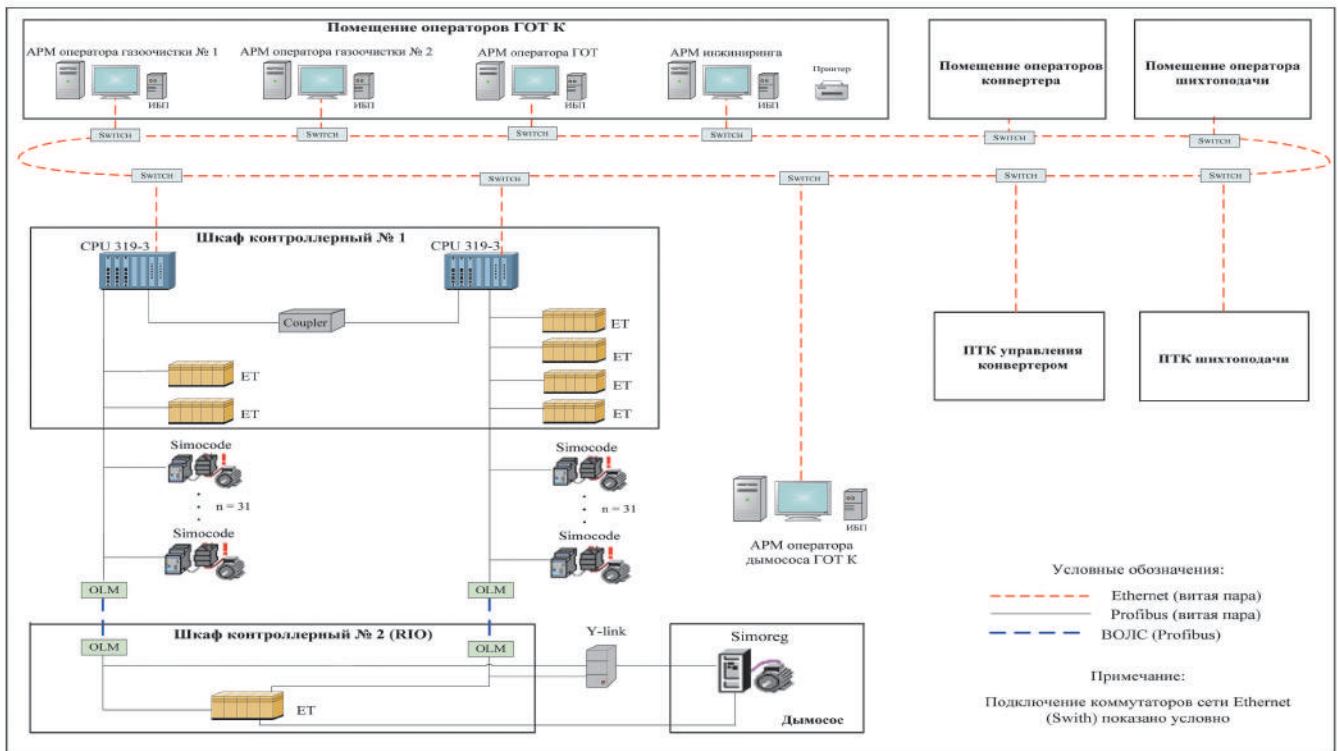 Помещение операторов ГОТ К
АРМ оператора газоочистки № 1
АРМ оператора газоочистки № 2
АРМ оператора ГОТ
АРМ инжиниринга
Принтер
ИБП
ИБП
ИБП
ИБП
Помещение операторов
конвертера
Помещение оператора
шихтоподачи
SWITCH
SWITCH
SWITCH
SWITCH
SWITCH
SWITCH
SWITCH
SWITCH
SWITCH
SWITCH
SWITCH
Шкаф контроллерный № 1
CPU 319-3
CPU 319-3
Coupler
ET
ET
ET
ET
ET
ET
ПТК управления
конвертером
ПТК шихтоподачи
Simocode
Simocode
n = 31
n = 31
Simocode
Simocode
ИБП
АРМ оператора
дымососа ГОТ К
OLM
OLM
Условные обозначения:
Ethernet (витая пара)
Profibus (витая пара)
ВОЛС (Profibus)
Шкаф контроллерный № 2 (RIO)
OLM
OLM
Y-link
Simoreg
ET
Дымосос
Примечание:
Подключение коммутаторов сети Ethernet
(Swith) показано условно